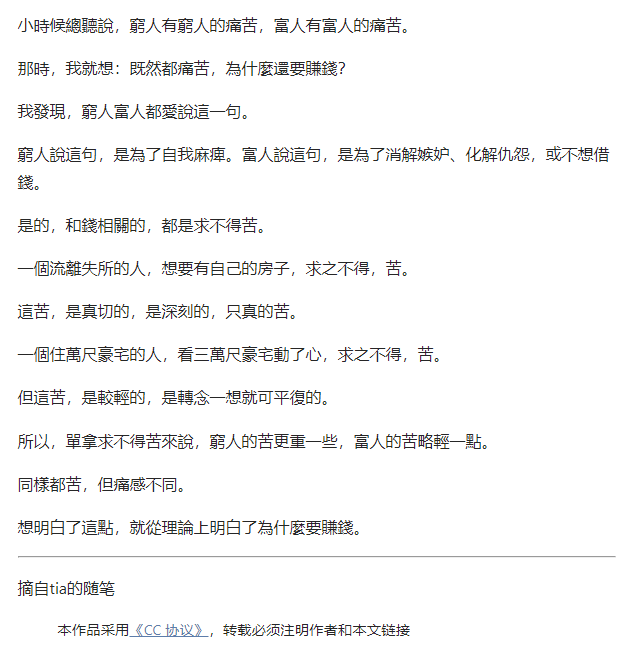 小時候總聽說，窮人有窮人的痛苦，富人有富人的痛苦。
那時，我就想：既然都痛苦，為什麼還要賺錢？
我發現，窮人富人都愛說這一句。
窮人說這句，是為了自我麻痺。富人說這句，是為了消解嫉妒、化解仇怨，或不想借
錢。
是的，和錢相關的，都是求不得苦。
一個流離失所的人，想要有自己的房子，求之不得，苦。
這苦，是真切的，是深刻的，只真的苦。
一個住萬尺豪宅的人，看三萬尺豪宅動了心，求之不得，苦。
但這苦，是較輕的，是轉念一想就可平復的。
所以，單拿求不得苦來說，窮人的苦更重一些，富人的苦略輕一點。
同樣都苦，但痛感不同。
想明白了這點，就從理論上明白了為什麼要賺錢。
摘自tia的随笔
本作品采用《CC 协议》，转载必须注明作者和本文链接